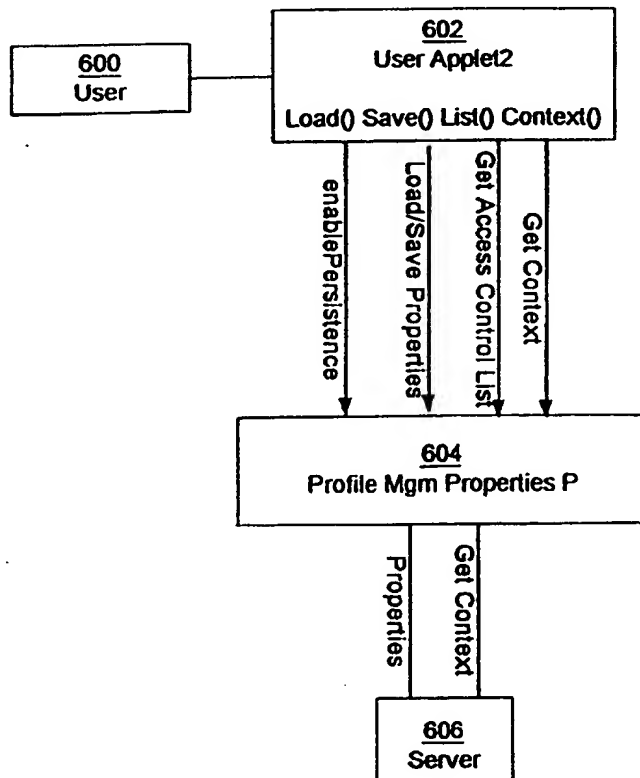 600
User
602
User Applet2
Load() Save() List() Context()
enablePersistence
Load/Save Properties
Get Access Control List
Get Context
604
Profile Mgm Properties P
Properties
Get Context
606
Server